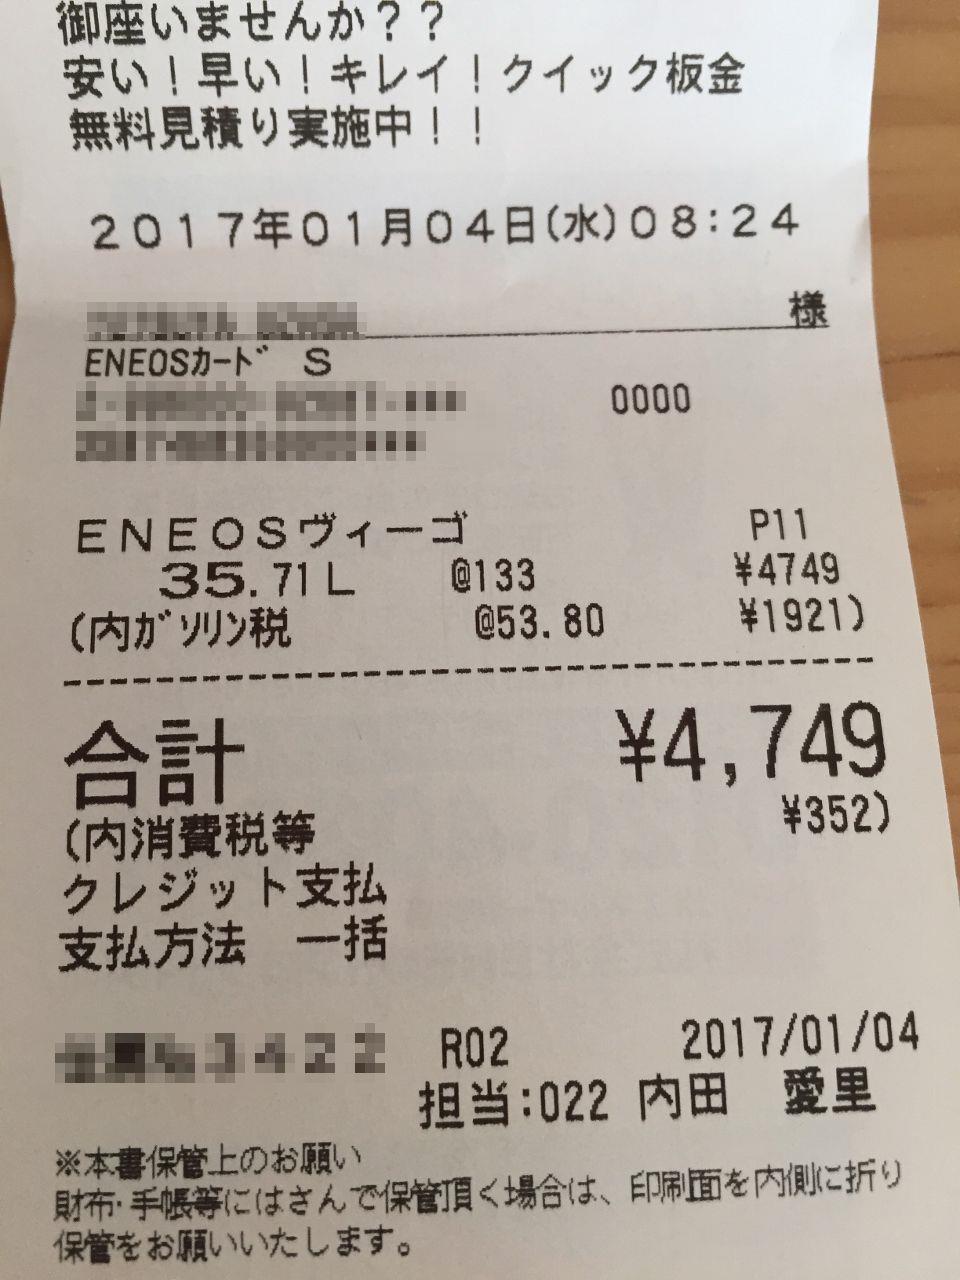 御座いませんか？？
安い！早い！キレイ！クイック板金
無料見積り実施中！！
２０１７年０１月０４日(水)０８:２４
様
ENEOSｶｰﾄﾞ Ｓ
0000
ＥＮＥＯＳヴィーゴ P11
35.71Ｌ @133 ¥4749
(内ｶﾞｿﾘﾝ税 @53.80 ¥1921)
合計 ¥4,749
(内消費税等 ¥352)
クレジット支払
支払方法 一括
R02 2017/01/04
担当:022 内田 愛里
※本書保管上のお願い
財布･手帳等にはさんで保管頂く場合は、印刷面を内側に折り
保管をお願いいたします。